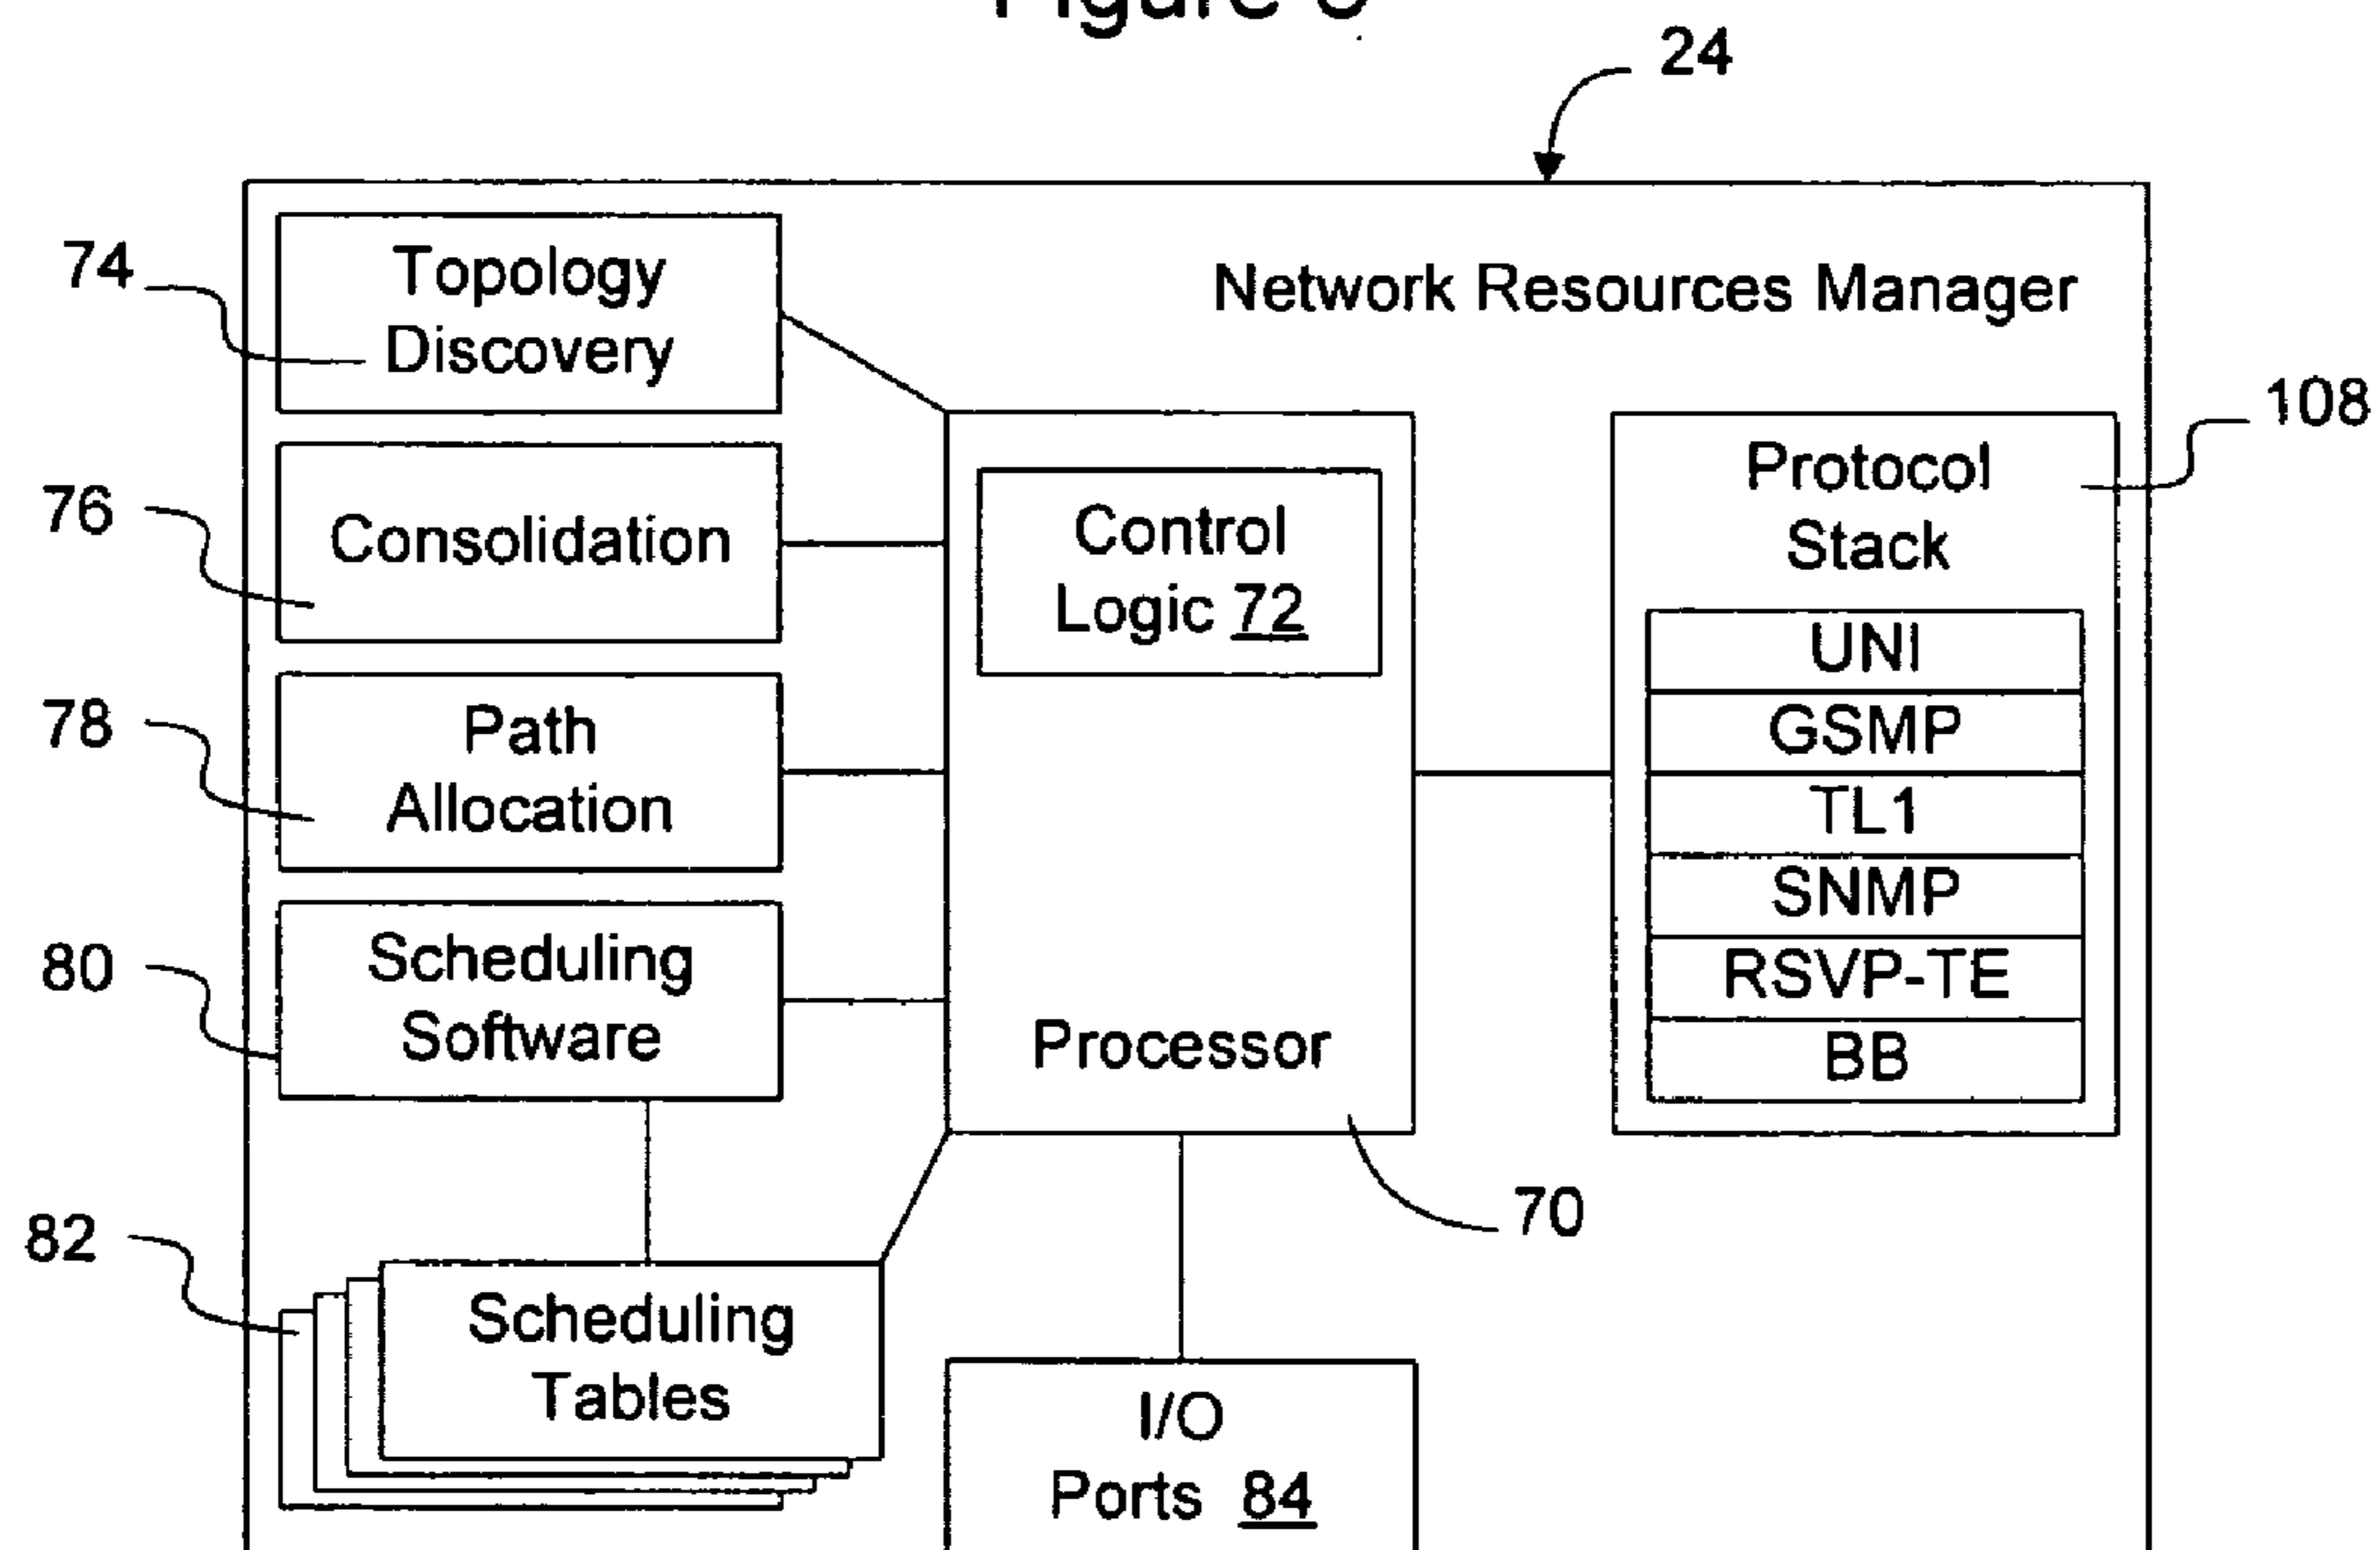 Figure
24
Network Resources Manager
74
Topology
Discovery
76
Consolidation
78
Path
Allocation
80
Scheduling
Software
82
Scheduling
Tables
Control
Logic 72
Processor
70
I/O
Ports 84
108
Protocol
Stack
UNI
GSMP
TL1
SNMP
RSVP-TE
BB